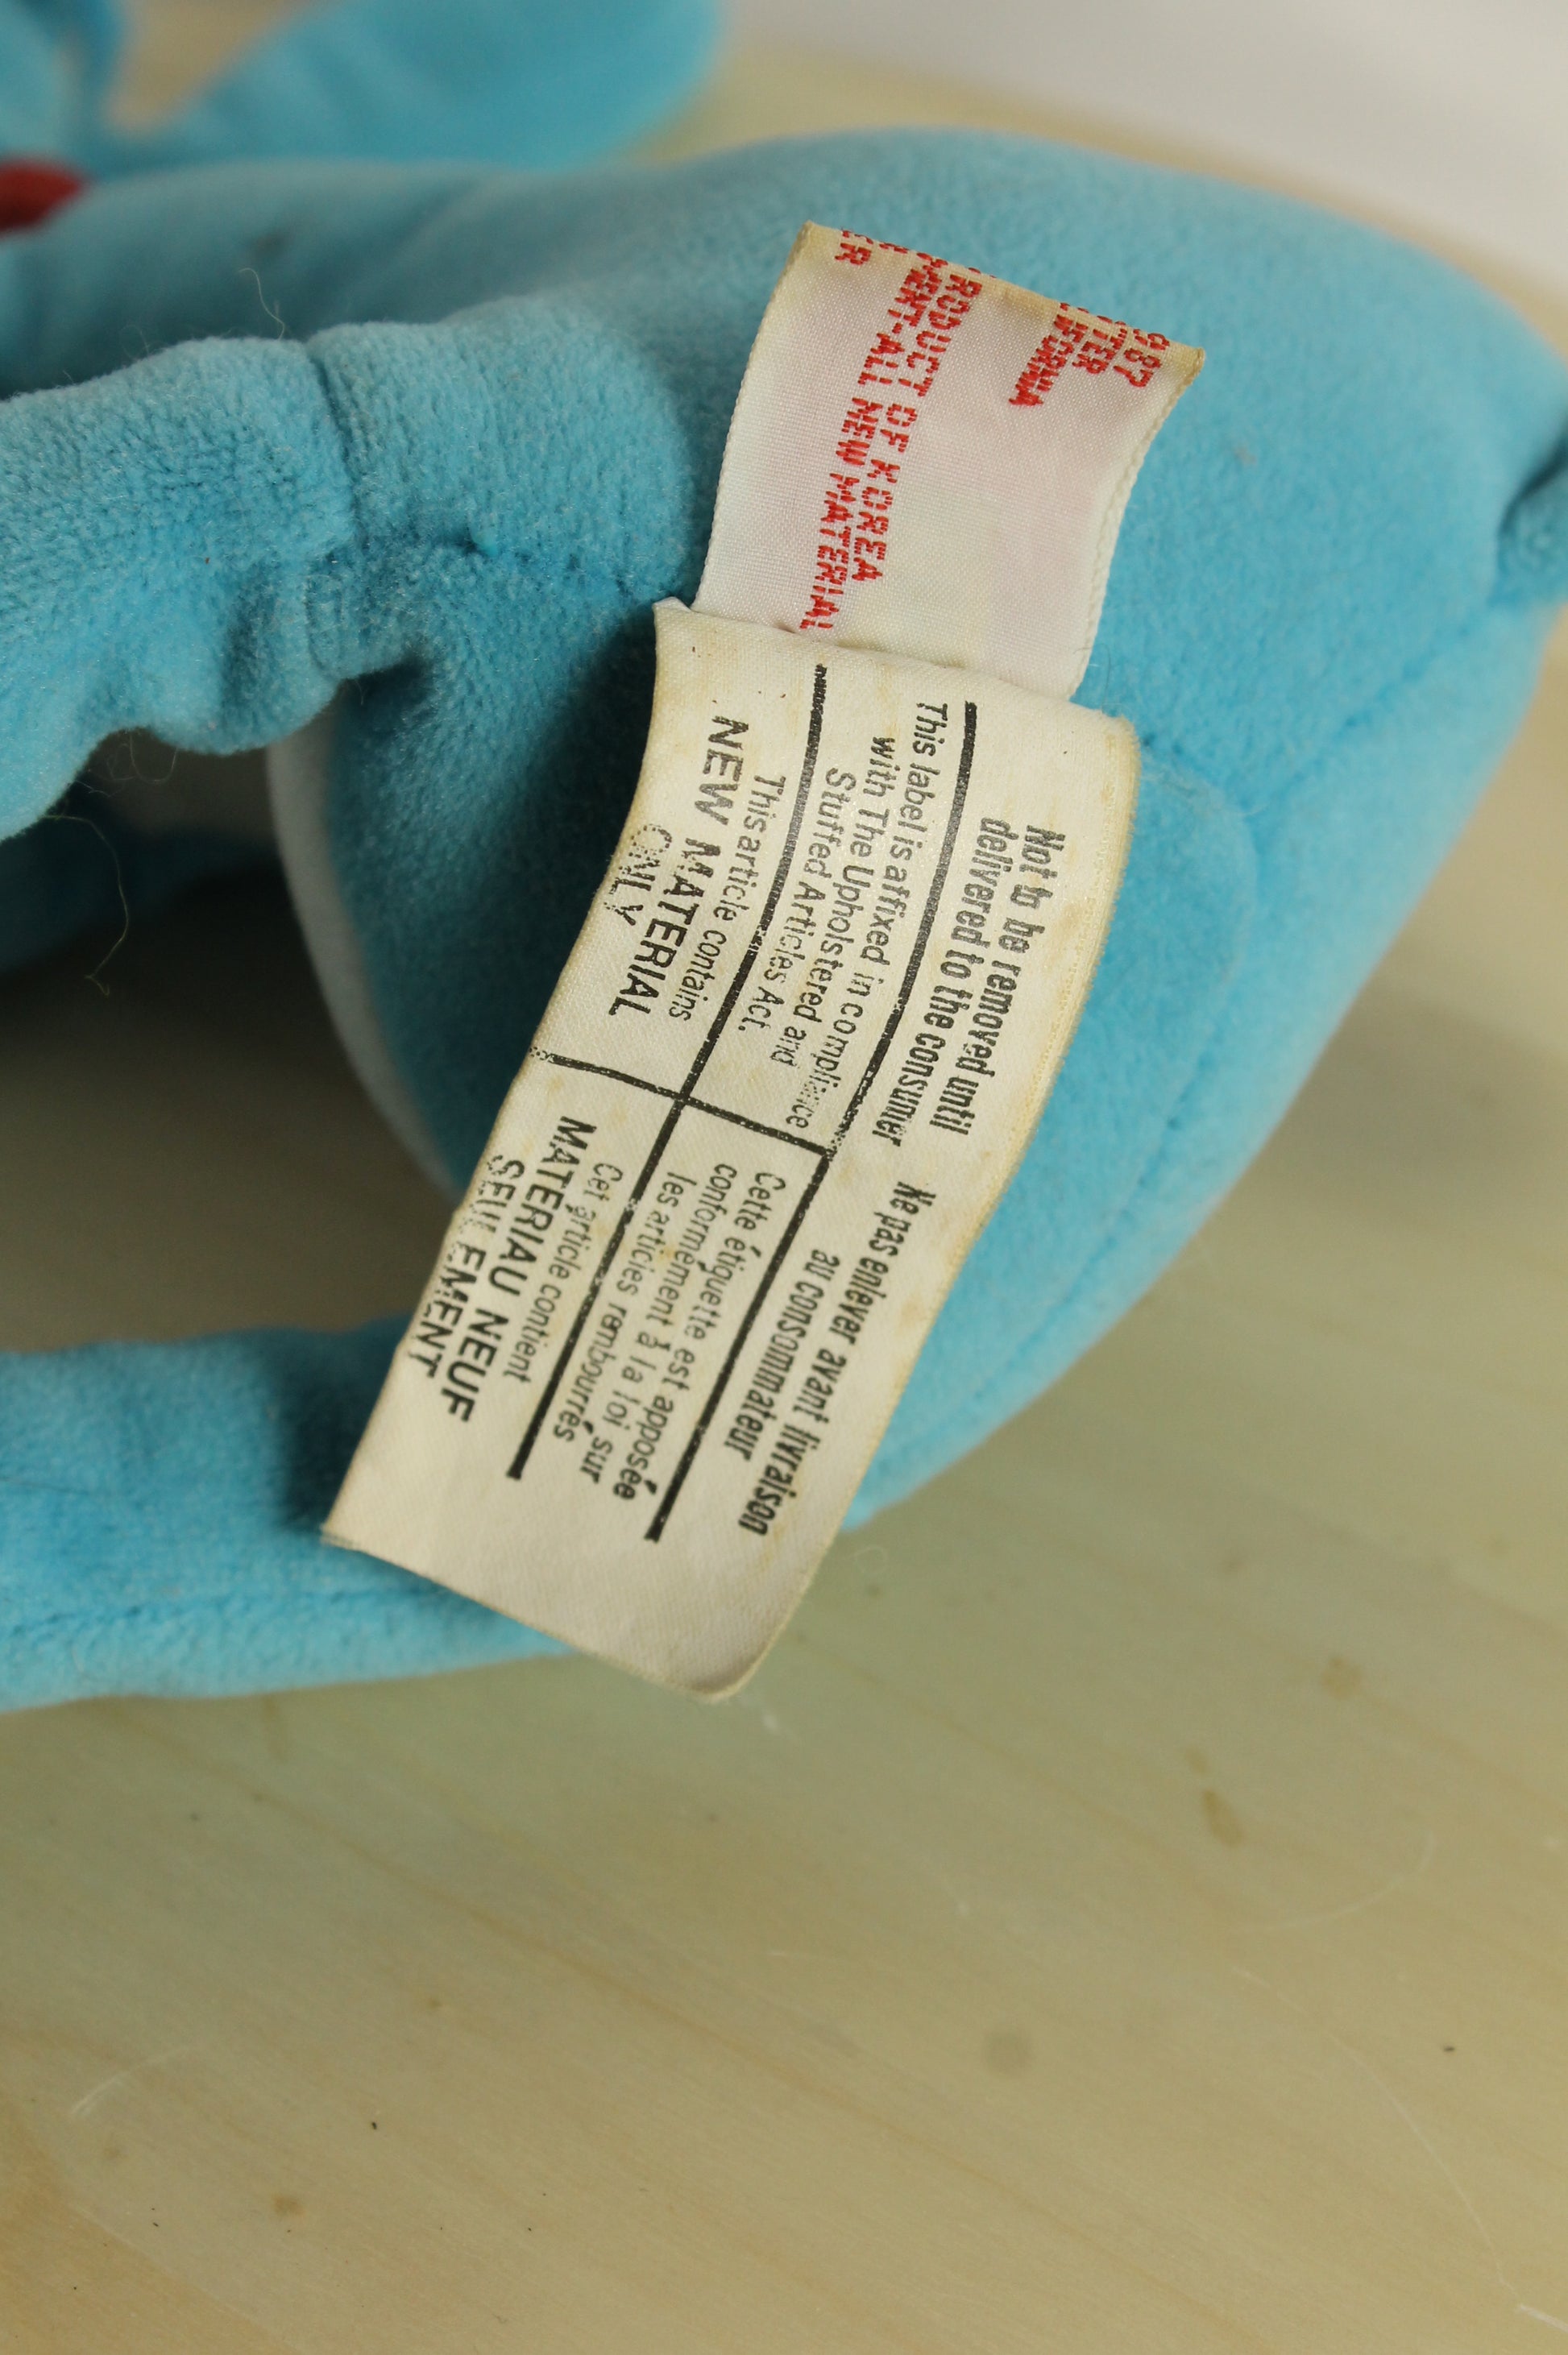 987
PRODUCT OF KOREA
MENT-ALL NEW MATERIAL
Not to be removed until
delivered to the consumer
This label is affixed in compliance
with The Upholstered and
Stuffed Articles Act.
This article contains
NEW MATERIAL
ONLY
Ne pas enlever avant livraison
au consommateur
Cette étiquette est apposée
conformément à la loi sur
les articles rembourrés
Cet article contient
MATERIAU NEUF
SEULEMENT